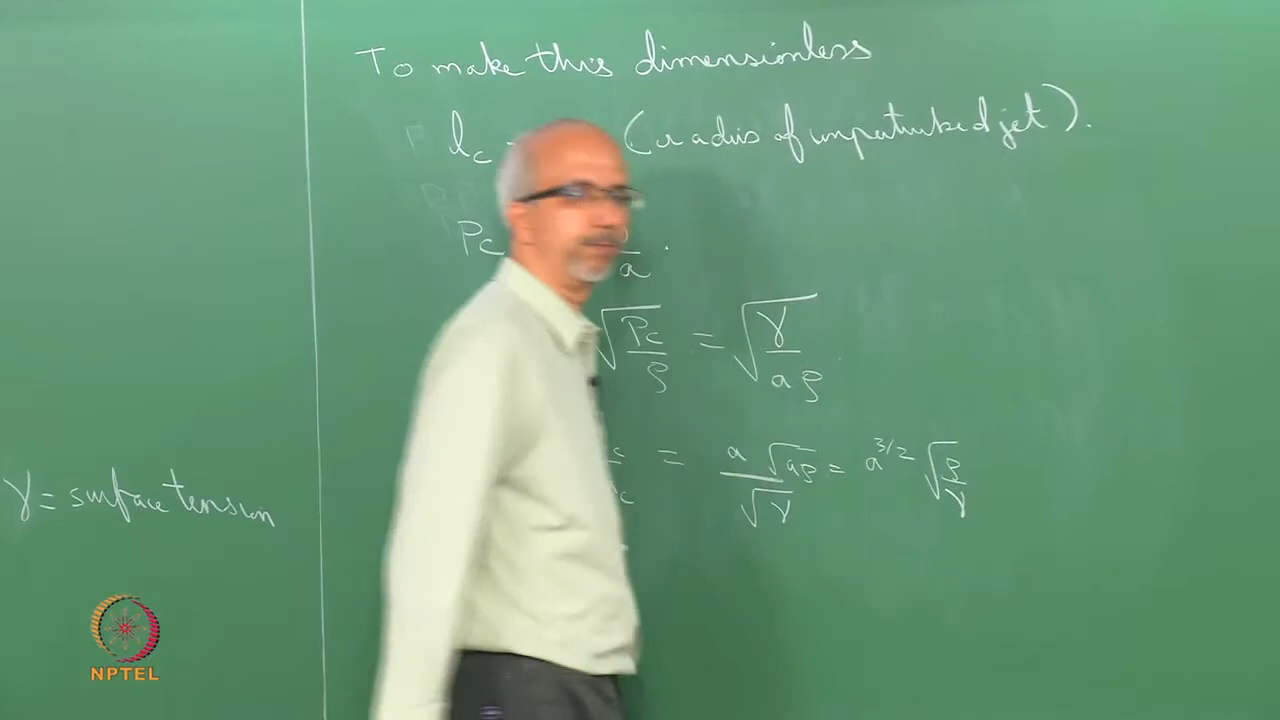 To make this dimensionless
l_c - (radius of unperturbed jet).
P_c γ/a.
√(P_c/ρ) = √(γ/aρ).
c/c = a√aρ/√γ = a^{3/2} √(ρ/γ)
γ = surface tension
NPTEL